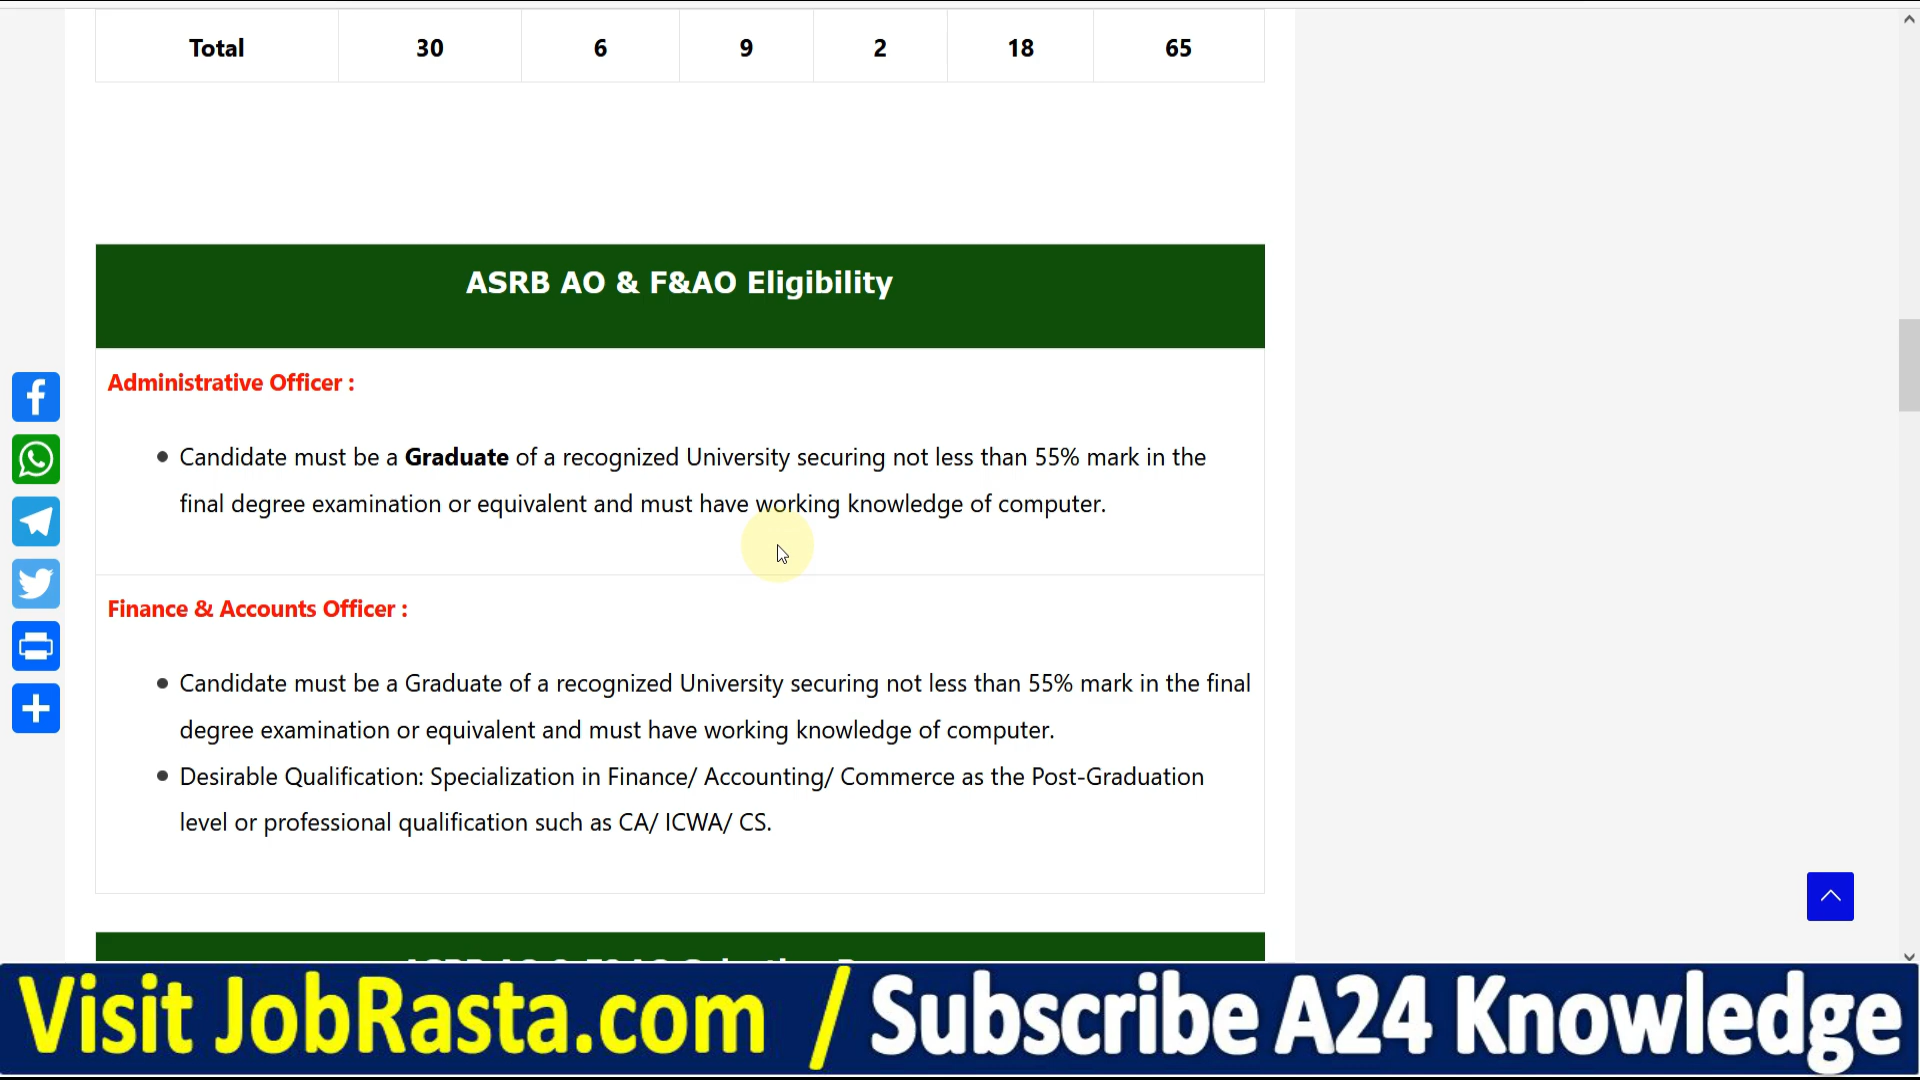 Total 30 6 9 2 18 65
ASRB AO & F&AO Eligibility
Administrative Officer :
Candidate must be a Graduate of a recognized University securing not less than 55% mark in the
final degree examination or equivalent and must have working knowledge of computer.
Finance & Accounts Officer :
Candidate must be a Graduate of a recognized University securing not less than 55% mark in the final
degree examination or equivalent and must have working knowledge of computer.
Desirable Qualification: Specialization in Finance/ Accounting/ Commerce as the Post-Graduation
level or professional qualification such as CA/ ICWA/ CS.
Visit JobRasta.com / Subscribe A24 Knowledge